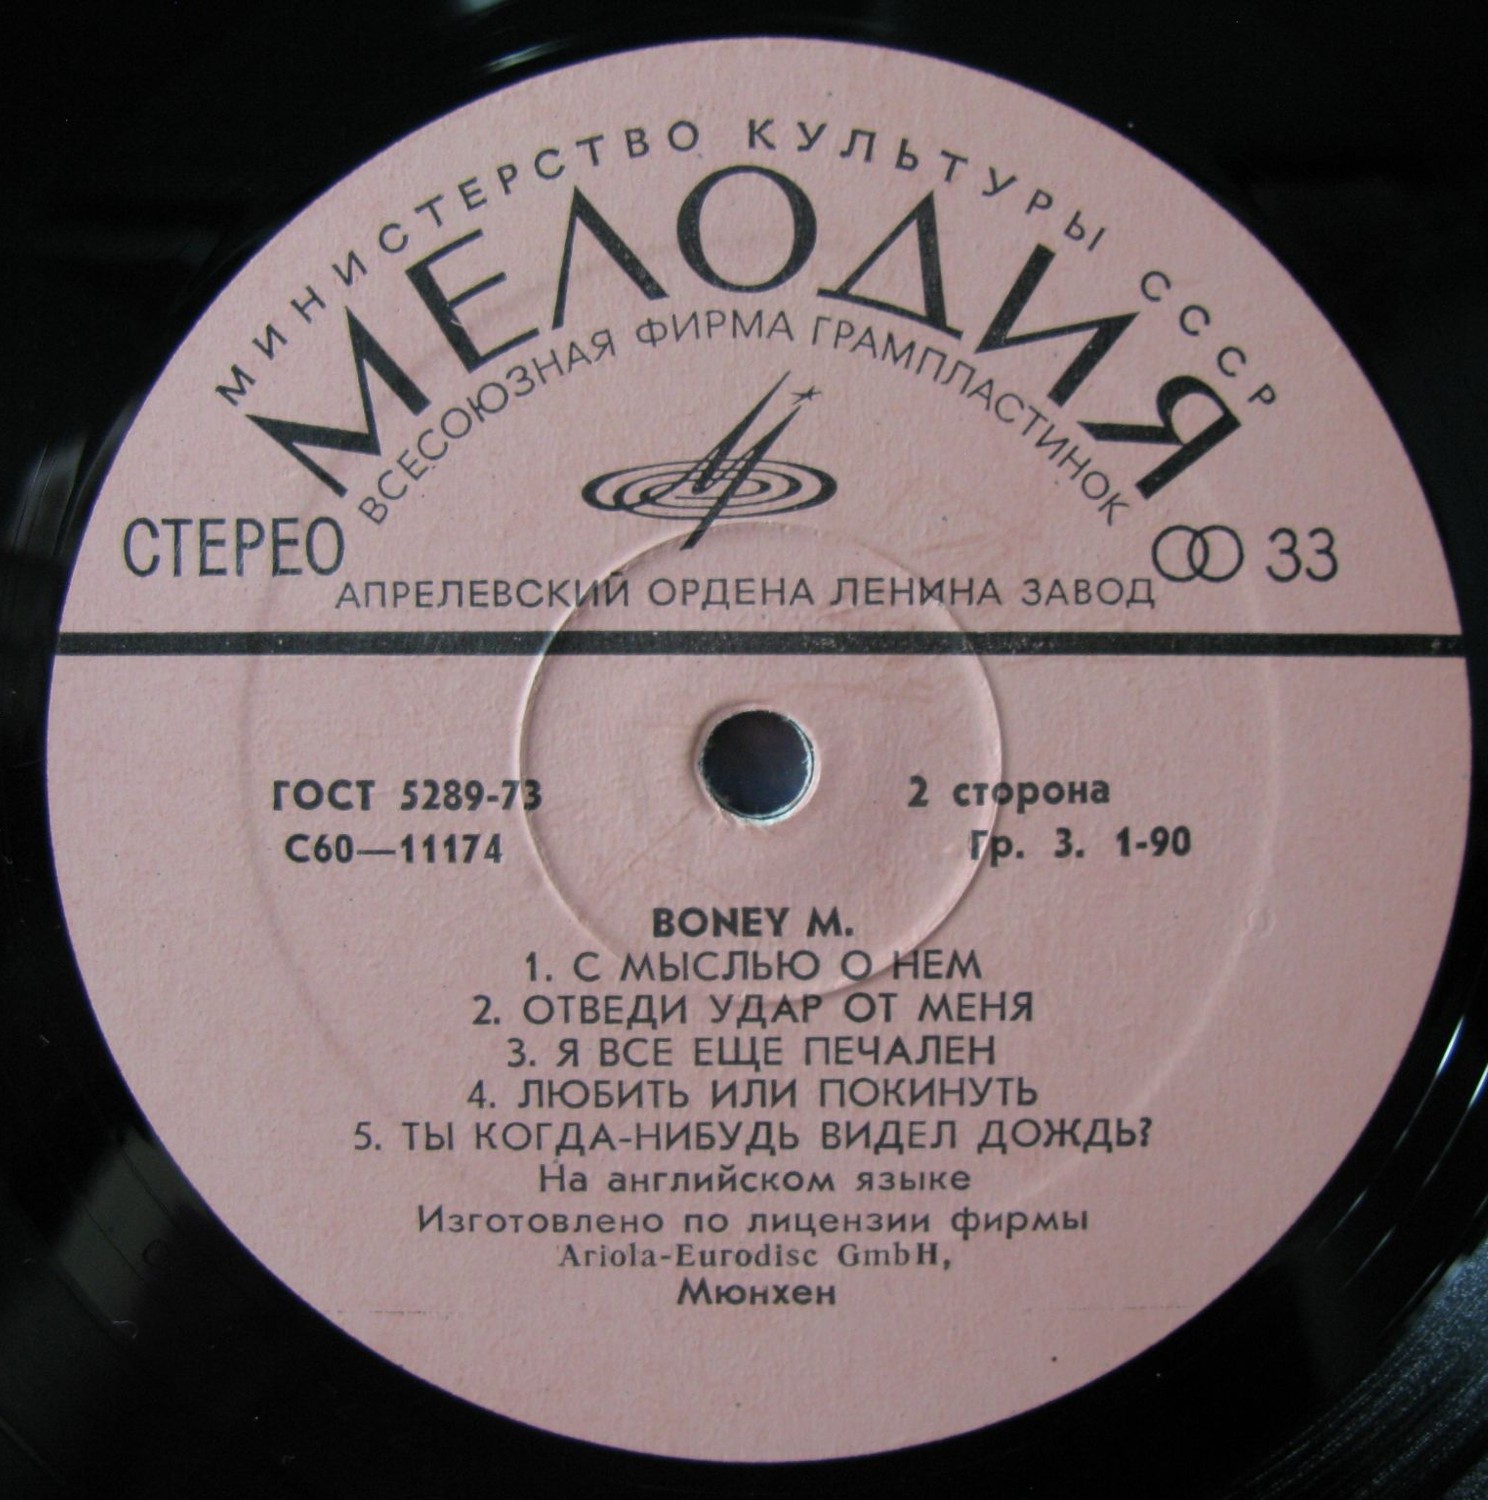 МИНИСТЕРСТВО КУЛЬТУРЫ СССР
МЕЛОДИЯ
ВСЕСОЮЗНАЯ ФИРМА ГРАМПЛАСТИНОК
СТЕРЕО
33
АПРЕЛЕВСКИЙ ОРДЕНА ЛЕНИНА ЗАВОД
ГОСТ 5289-73
2 сторона
С60—11174
Гр. 3. 1-90
BONEY M.
1. С МЫСЛЬЮ О НЕМ
2. ОТВЕДИ УДАР ОТ МЕНЯ
3. Я ВСЕ ЕЩЕ ПЕЧАЛЕН
4. ЛЮБИТЬ ИЛИ ПОКИНУТЬ
5. ТЫ КОГДА-НИБУДЬ ВИДЕЛ ДОЖДЬ?
На английском языке
Изготовлено по лицензии фирмы
Ariola-Eurodisc GmbH,
Мюнхен